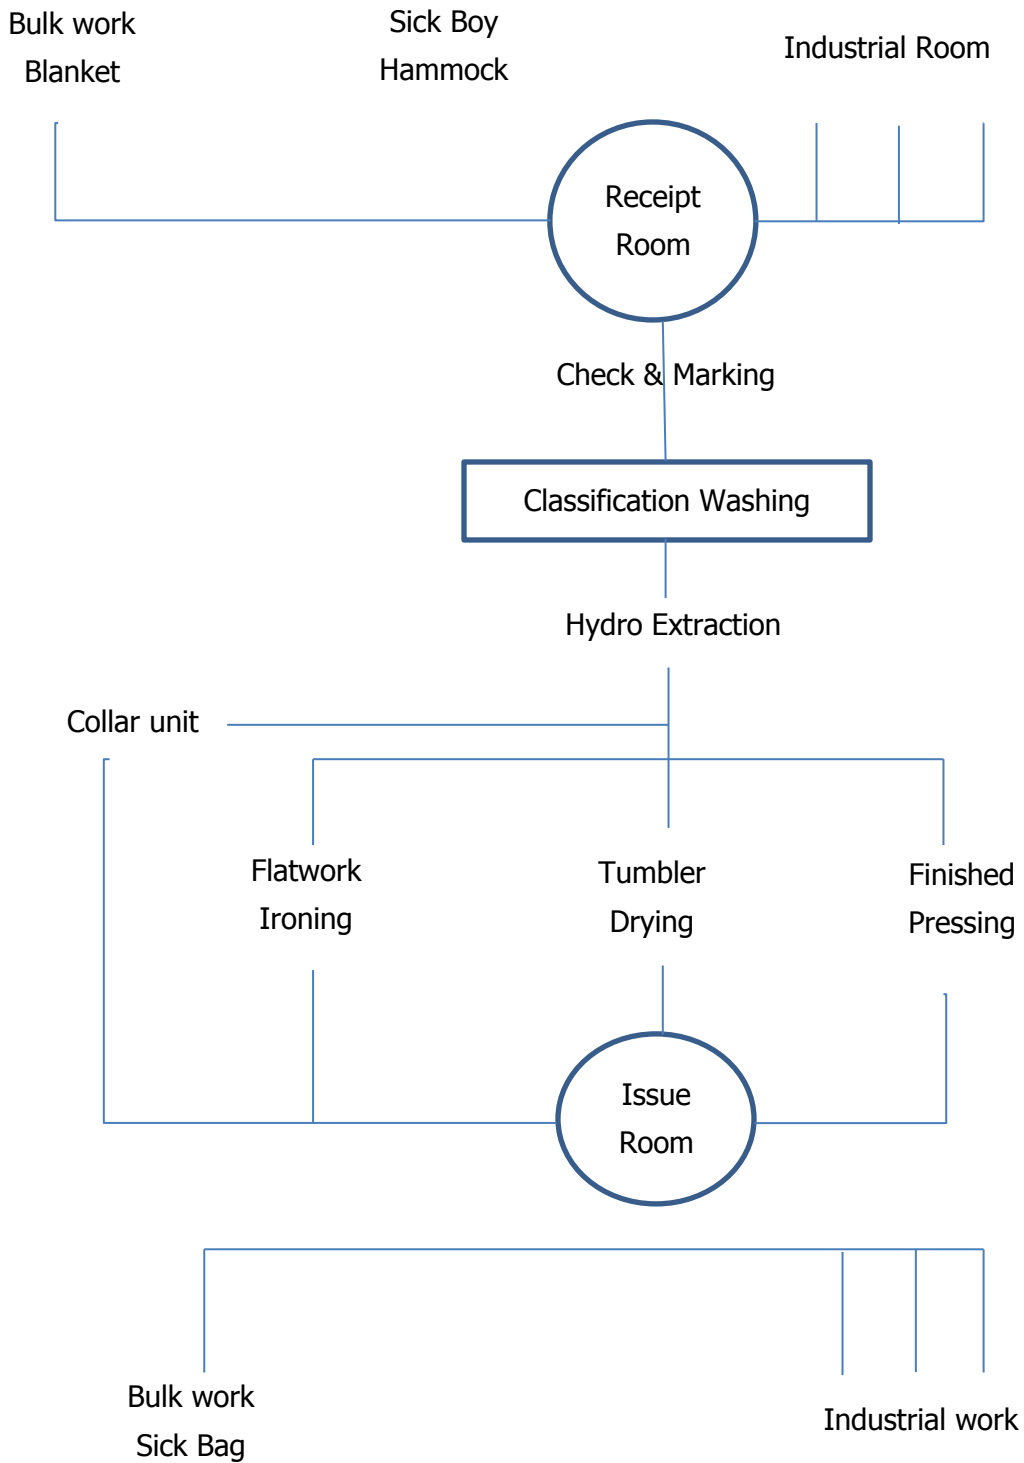 Bulk work
Blanket
Sick Boy
Hammock
Industrial Room
Receipt
Room
Check & Marking
Classification Washing
Hydro Extraction
Collar unit
Flatwork
Ironing
Tumbler
Drying
Finished
Pressing
Issue
Room
Bulk work
Sick Bag
Industrial work